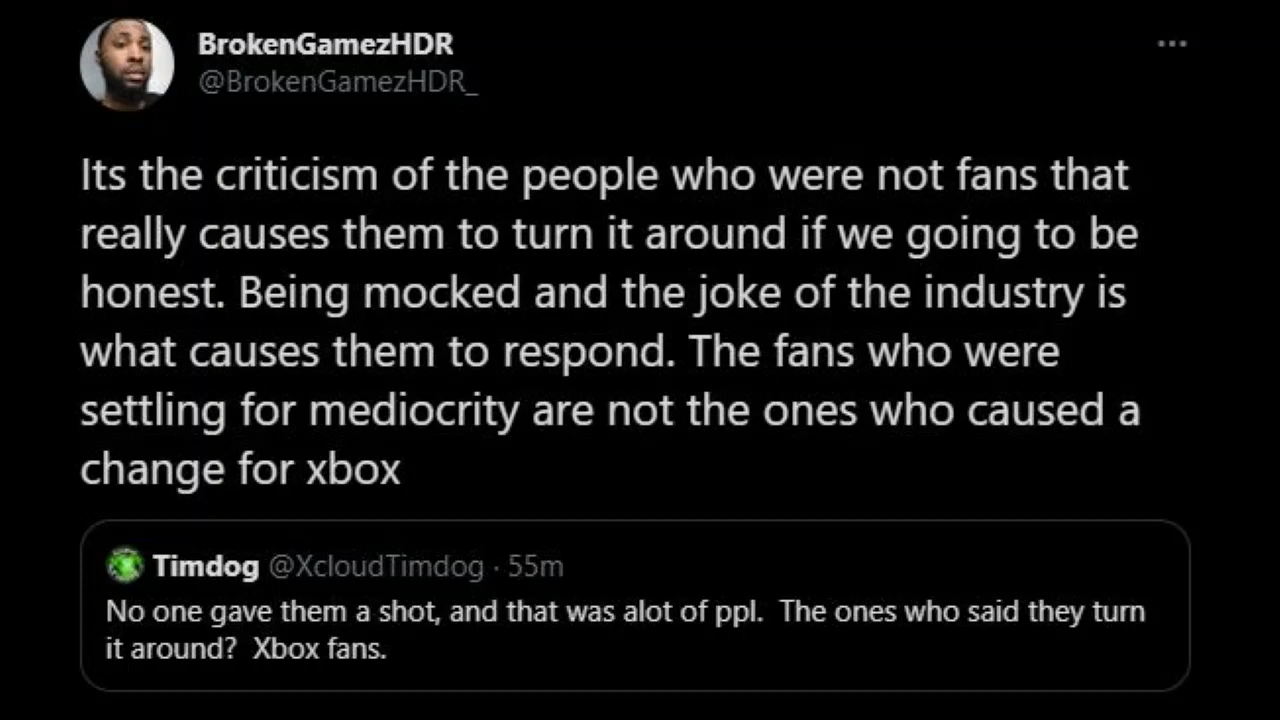 BrokenGamezHDR
@BrokenGamezHDR_
Its the criticism of the people who were not fans that
really causes them to turn it around if we going to be
honest. Being mocked and the joke of the industry is
what causes them to respond. The fans who were
settling for mediocrity are not the ones who caused a
change for xbox
Timdog @XcloudTimdog · 55m
No one gave them a shot, and that was alot of ppl.  The ones who said they turn
it around?  Xbox fans.